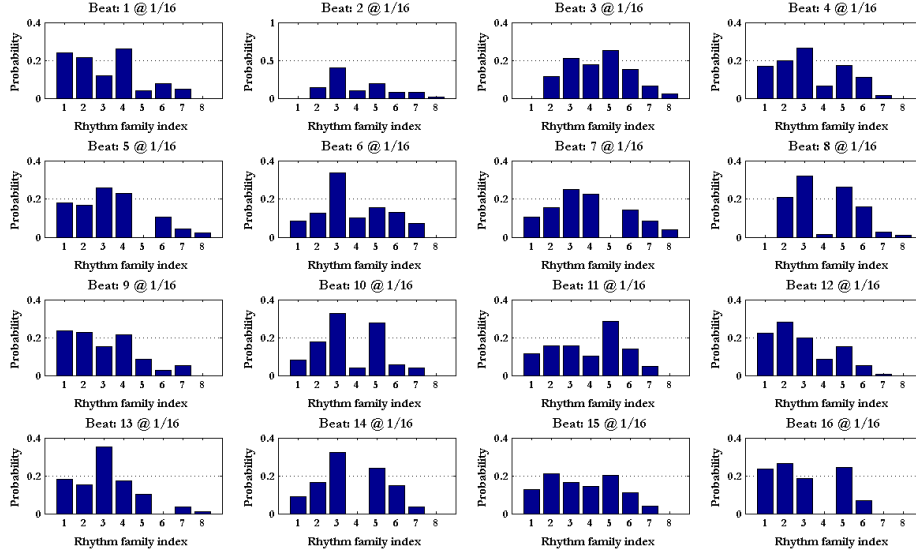 Beat: 1 @ 1/16 Beat: 2 @ 1/16 Beat: 3 @ 1/16 Beat: 4 @ 1/16
0.4 1 0.4 0.4
Probability Probability Probability Probability
0.2 0.5 0.2 0.2
0 0 0 0
1 2 3 4 5 6 7 8 1 2 3 4 5 6 7 8 1 2 3 4 5 6 7 8 1 2 3 4 5 6 7 8
Rhythm family index Rhythm family index Rhythm family index Rhythm family index
Beat: 5 @ 1/16 Beat: 6 @ 1/16 Beat: 7 @ 1/16 Beat: 8 @ 1/16
0.4 0.4 0.4 0.4
Probability Probability Probability Probability
0.2 0.2 0.2 0.2
0 0 0 0
1 2 3 4 5 6 7 8 1 2 3 4 5 6 7 8 1 2 3 4 5 6 7 8 1 2 3 4 5 6 7 8
Rhythm family index Rhythm family index Rhythm family index Rhythm family index
Beat: 9 @ 1/16 Beat: 10 @ 1/16 Beat: 11 @ 1/16 Beat: 12 @ 1/16
0.4 0.4 0.4 0.4
Probability Probability Probability Probability
0.2 0.2 0.2 0.2
0 0 0 0
1 2 3 4 5 6 7 8 1 2 3 4 5 6 7 8 1 2 3 4 5 6 7 8 1 2 3 4 5 6 7 8
Rhythm family index Rhythm family index Rhythm family index Rhythm family index
Beat: 13 @ 1/16 Beat: 14 @ 1/16 Beat: 15 @ 1/16 Beat: 16 @ 1/16
0.4 0.4 0.4 0.4
Probability Probability Probability Probability
0.2 0.2 0.2 0.2
0 0 0 0
1 2 3 4 5 6 7 8 1 2 3 4 5 6 7 8 1 2 3 4 5 6 7 8 1 2 3 4 5 6 7 8
Rhythm family index Rhythm family index Rhythm family index Rhythm family index